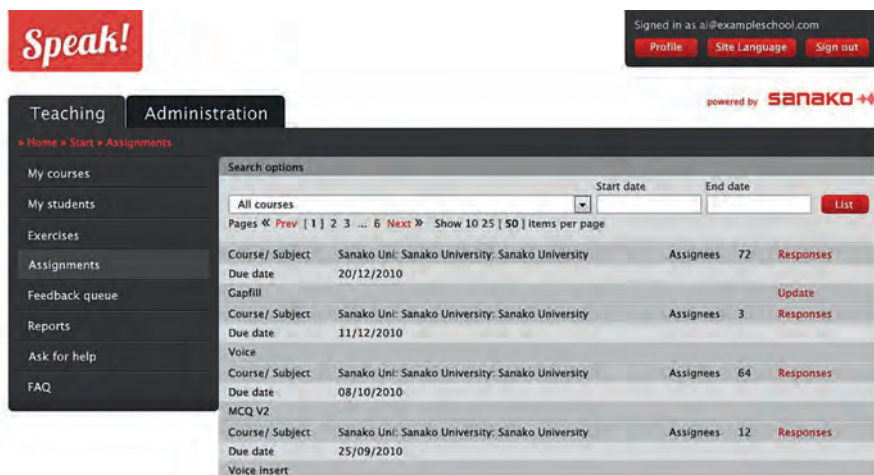 Speak!
Signed in as al@exampleschool.com
Profile Site Language Sign out
powered by sanako
Teaching Administration
» Home » Start » Assignments
My courses
My students
Exercises
Assignments
Feedback queue
Reports
Ask for help
FAQ
Search options
Start date End date
All courses List
Pages « Prev [ 1 ] 2 3 ... 6 Next » Show 10 25 [ 50 ] items per page
Course/ Subject Sanako Uni: Sanako University: Sanako University Assignees 72 Responses
Due date 20/12/2010
Gapfill Update
Course/ Subject Sanako Uni: Sanako University: Sanako University Assignees 3 Responses
Due date 11/12/2010
Voice
Course/ Subject Sanako Uni: Sanako University: Sanako University Assignees 64 Responses
Due date 08/10/2010
MCQ V2
Course/ Subject Sanako Uni: Sanako University: Sanako University Assignees 12 Responses
Due date 25/09/2010
Voice insert